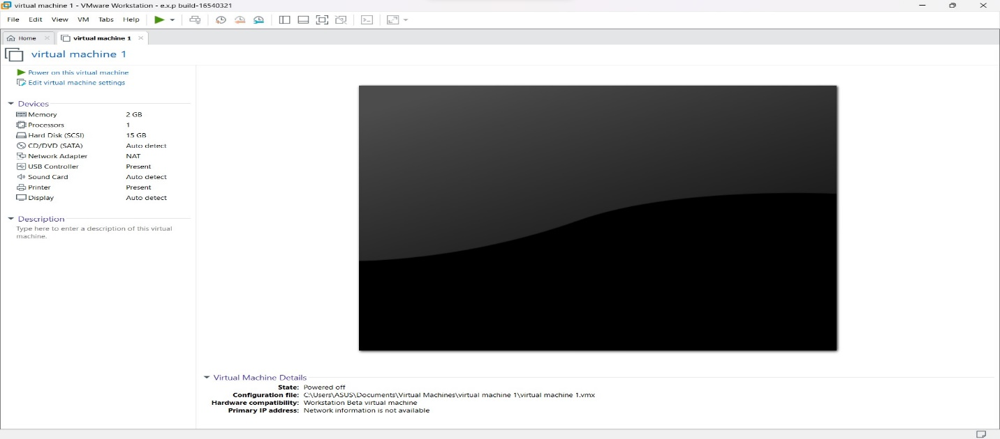 virtual machine 1 - VMware Workstation - e.x.p build-16540321
File Edit View VM Tabs Help
Home virtual machine 1
virtual machine 1
Power on this virtual machine
Edit virtual machine settings
Devices
Memory 2 GB
Processors 1
Hard Disk (SCSI) 15 GB
CD/DVD (SATA) Auto detect
Network Adapter NAT
USB Controller Present
Sound Card Auto detect
Printer Present
Display Auto detect
Description
Type here to enter a description of this virtual
machine.
Virtual Machine Details
State: Powered off
Configuration file: C:\Users\ASUS\Documents\Virtual Machines\virtual machine 1\virtual machine 1.vmx
Hardware compatibility: Workstation Beta virtual machine
Primary IP address: Network information is not available